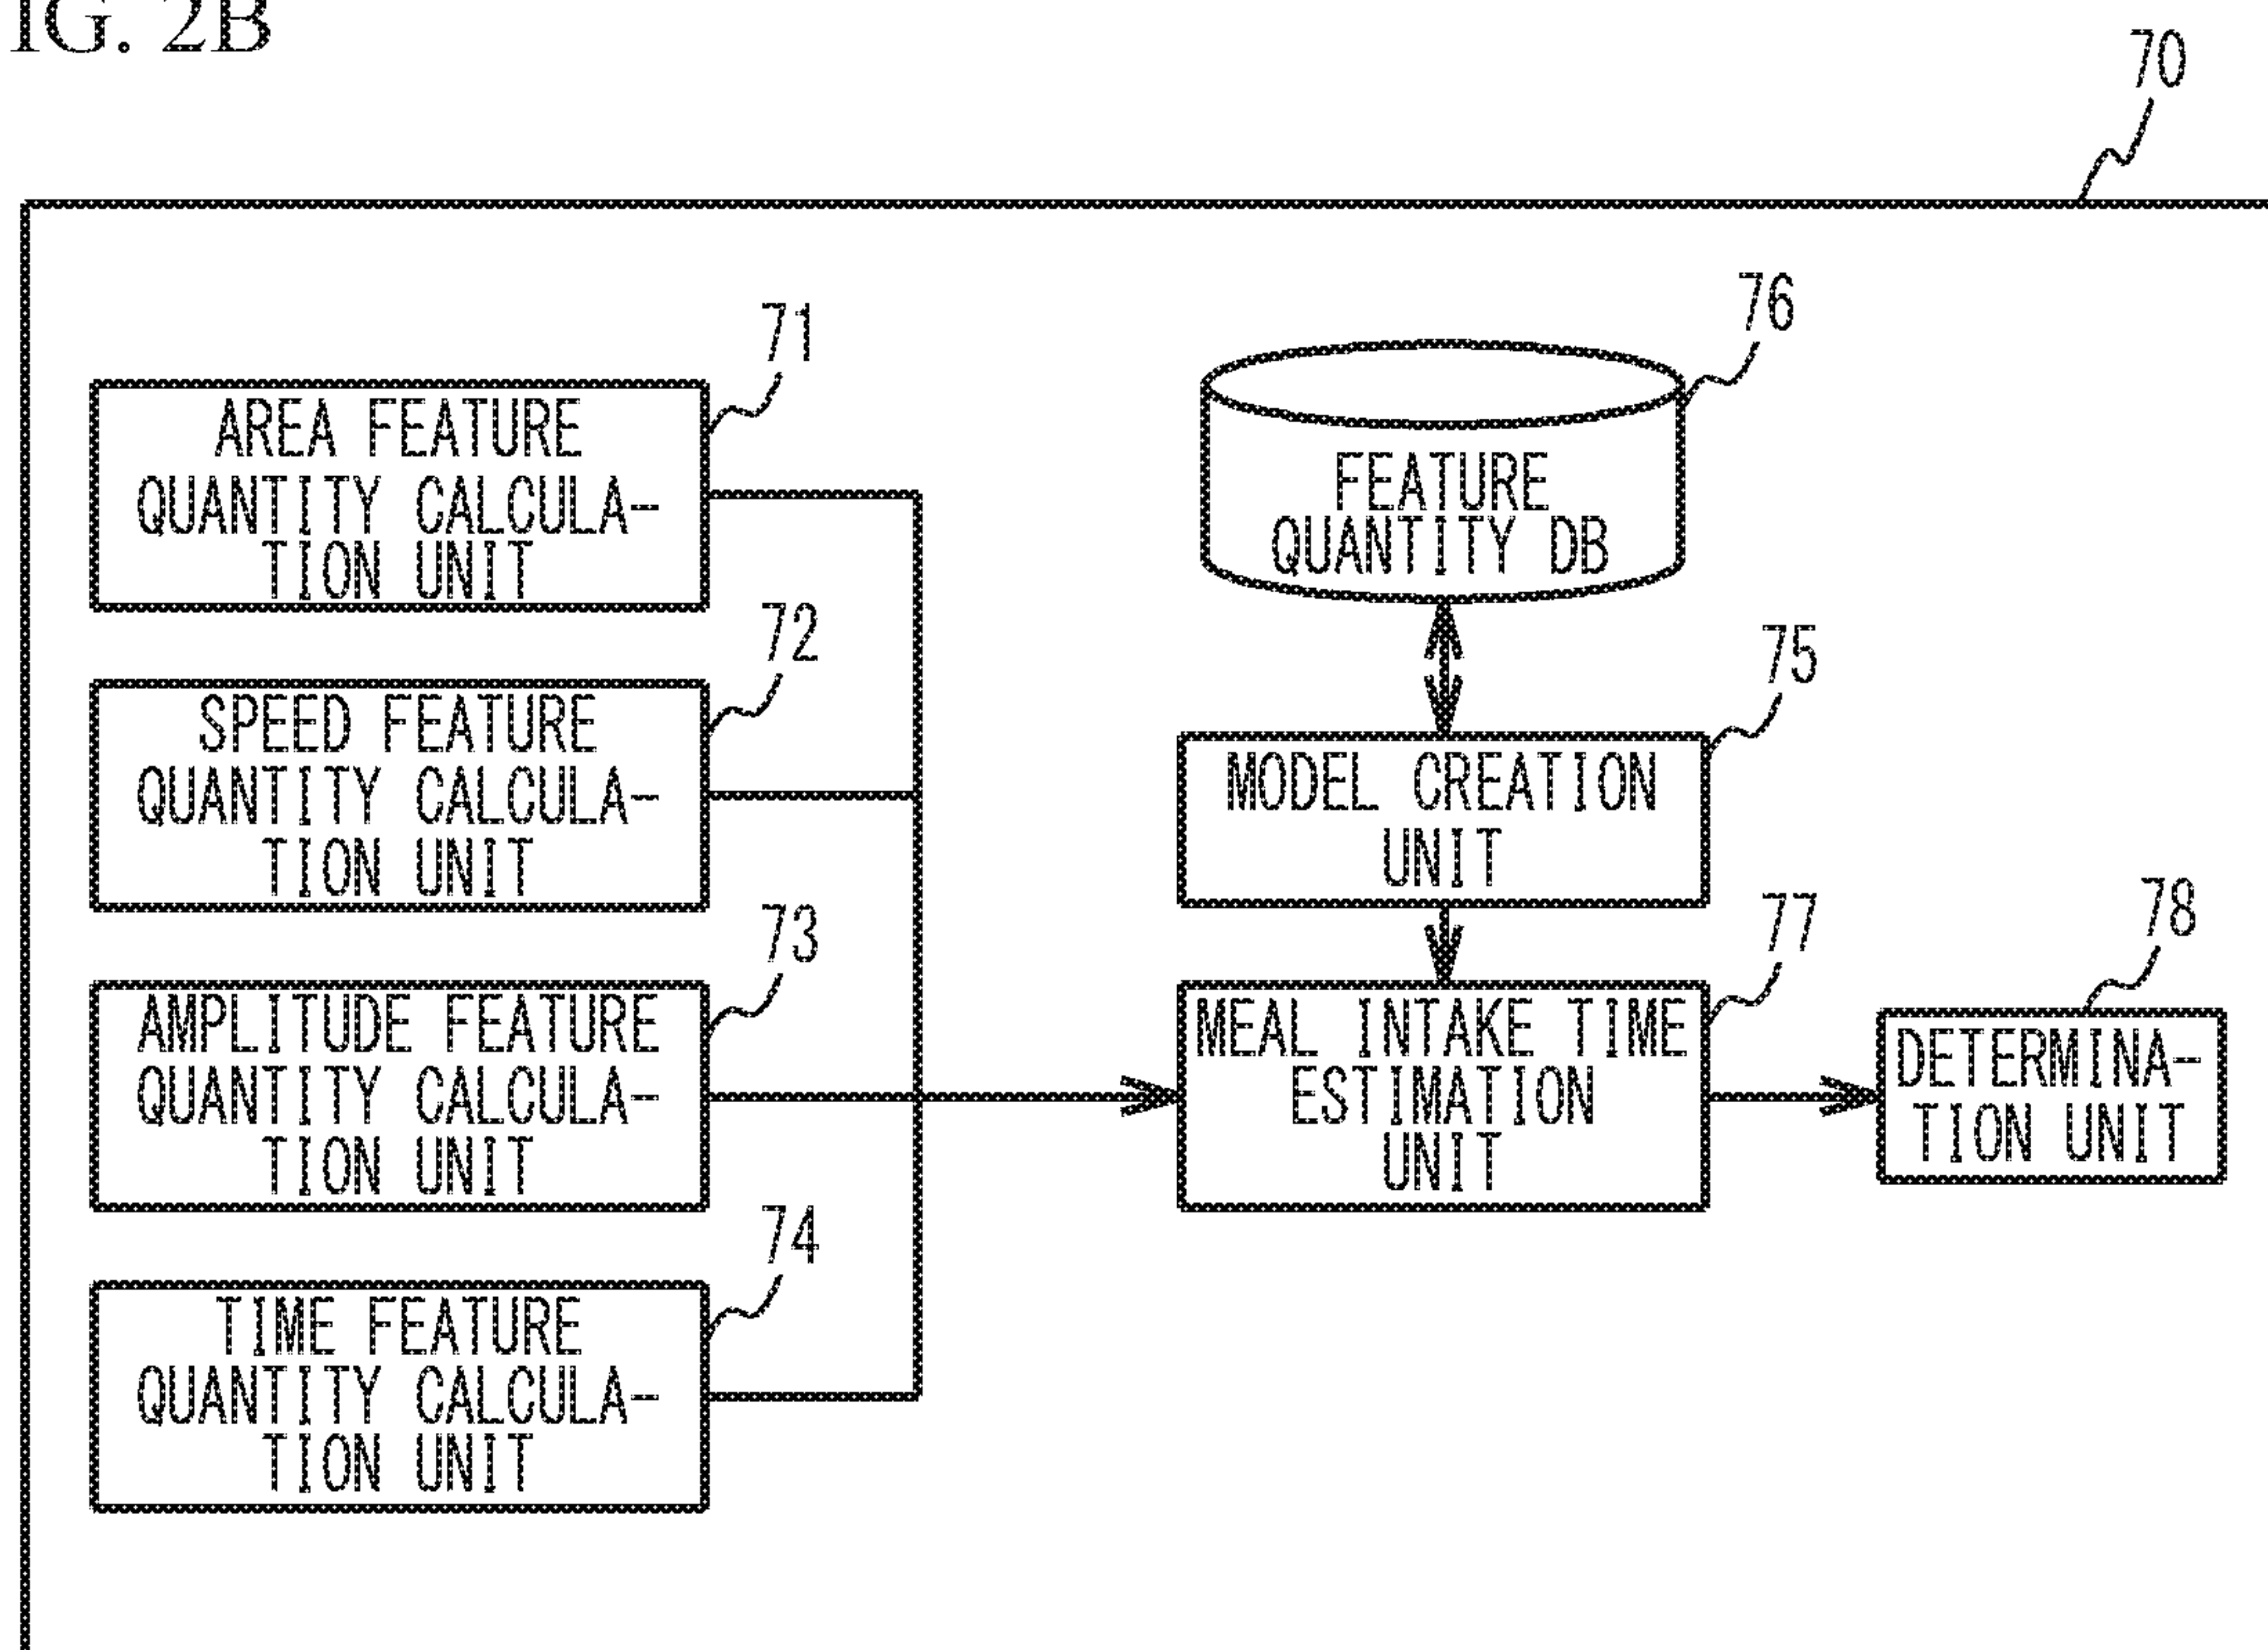 IG. 2B
70
71
AREA FEATURE
QUANTITY CALCULA-
TION UNIT
72
SPEED FEATURE
QUANTITY CALCULA-
TION UNIT
73
AMPLITUDE FEATURE
QUANTITY CALCULA-
TION UNIT
74
TIME FEATURE
QUANTITY CALCULA-
TION UNIT
76
FEATURE
QUANTITY DB
75
MODEL CREATION
UNIT
77
MEAL INTAKE TIME
ESTIMATION
UNIT
78
DETERMINA-
TION UNIT